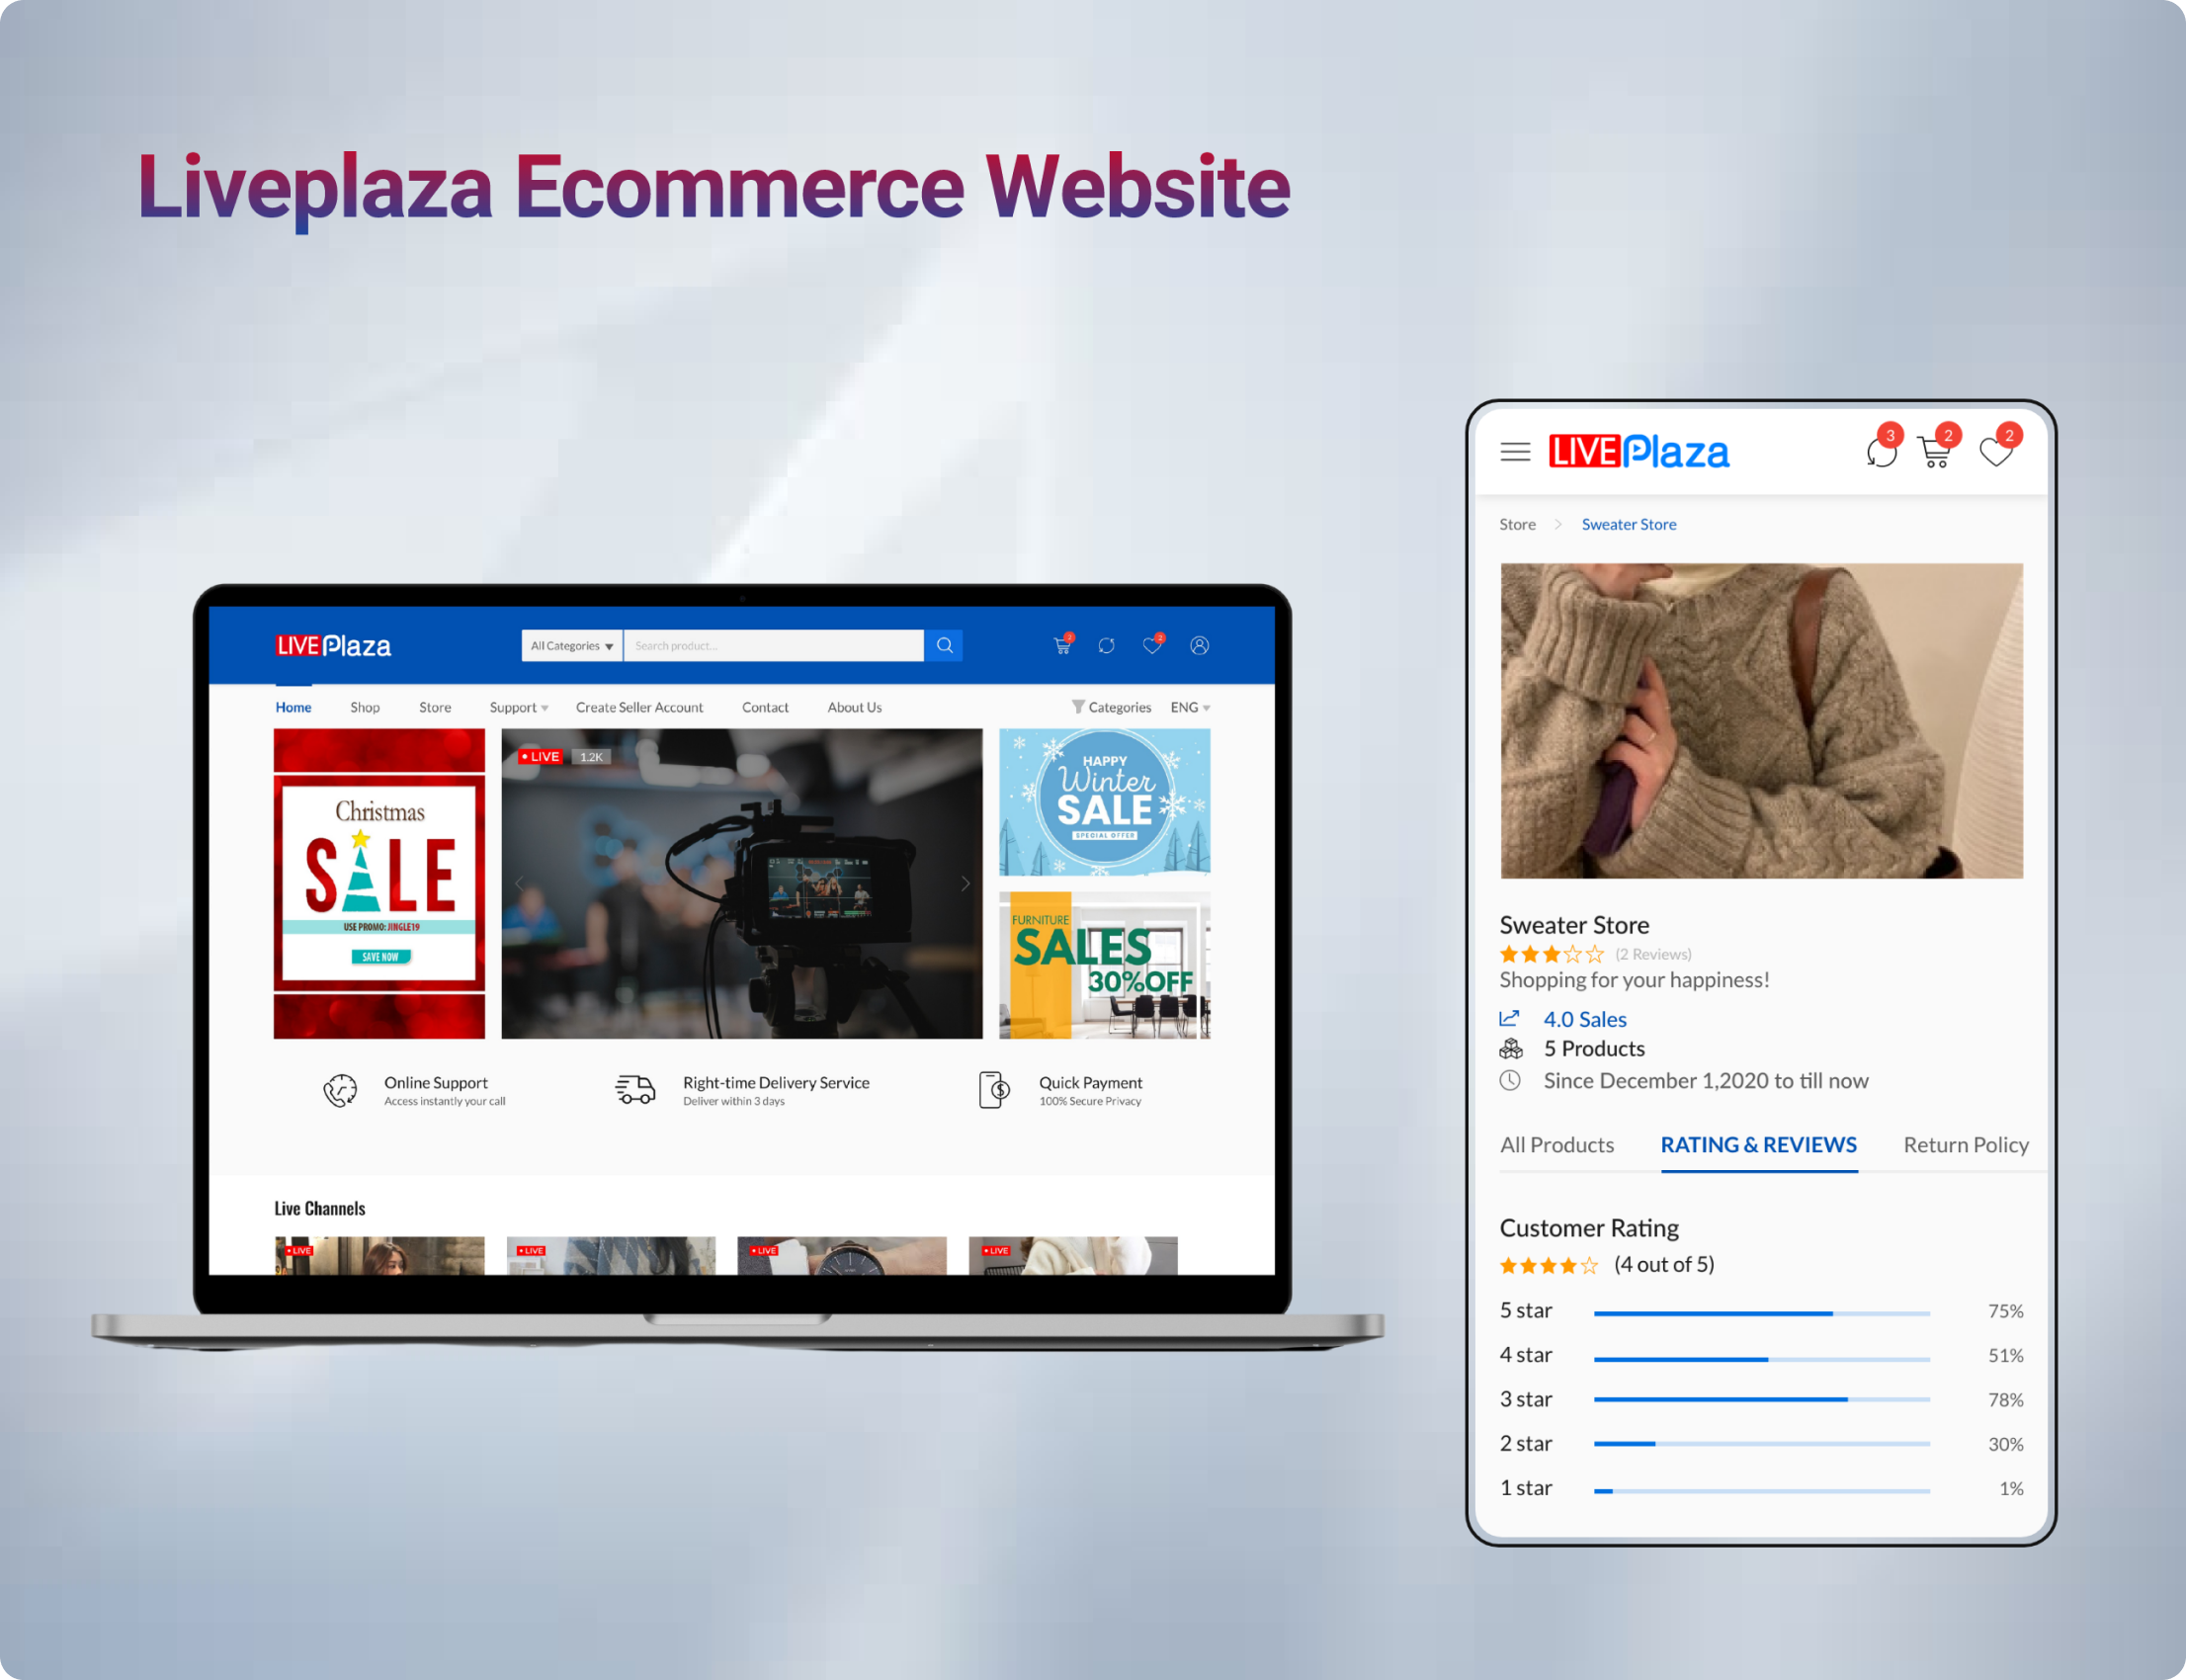 Liveplaza Ecommerce Website
LIVE Plaza
All Categories
Search product...
2
2
Home
Shop
Store
Support
Create Seller Account
Contact
About Us
Categories
ENG
Christmas
SALE
USE PROMO: JINGLE19
SAVE NOW
• LIVE
1.2K
HAPPY
Winter
SALE
SPECIAL OFFER
FURNITURE
SALES
30%OFF
Online Support
Access instantly your call
Right-time Delivery Service
Deliver within 3 days
Quick Payment
100% Secure Privacy
Live Channels
• LIVE
• LIVE
• LIVE
• LIVE
LIVE Plaza
3
2
2
Store
Sweater Store
Sweater Store
(2 Reviews)
Shopping for your happiness!
4.0 Sales
5 Products
Since December 1,2020 to till now
All Products
RATING & REVIEWS
Return Policy
Customer Rating
(4 out of 5)
5 star 75%
4 star 51%
3 star 78%
2 star 30%
1 star 1%